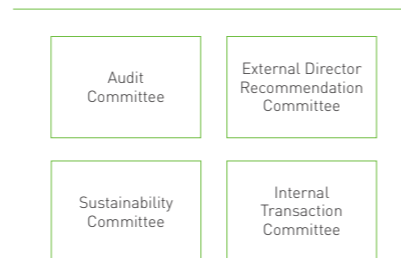 Audit
Committee
External Director
Recommendation
Committee
Sustainability
Committee
Internal
Transaction
Committee